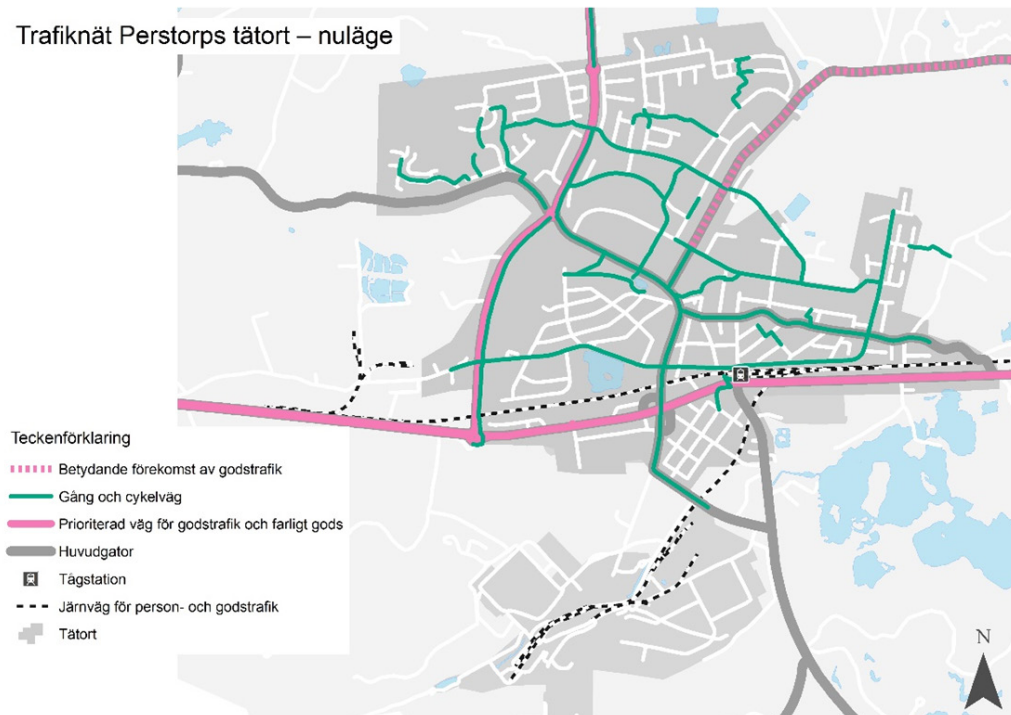 Trafiknät Perstorps tätort – nuläge
Teckenförklaring
Betydande förekomst av godstrafik
Gång och cykelväg
Prioriterad väg för godstrafik och farligt gods
Huvudgator
Tågstation
Järnväg för person- och godstrafik
Tätort
N